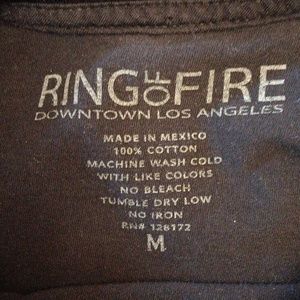 RING OF FIRE
DOWNTOWN LOS ANGELES
MADE IN MEXICO
100% COTTON
MACHINE WASH COLD
WITH LIKE COLORS
NO BLEACH
TUMBLE DRY LOW
NO IRON
RN# 128172
M